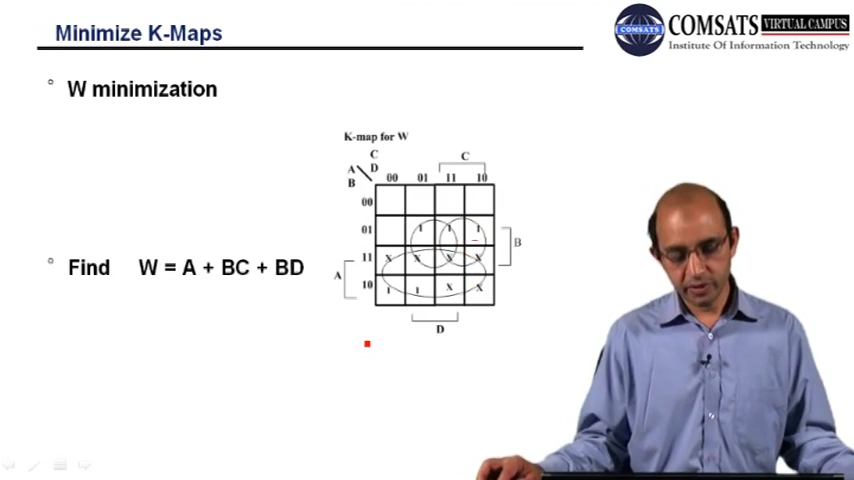 Minimize K-Maps
COMSATS VIRTUAL CAMPUS
Institute Of Information Technology
COMSATS
° W minimization
K-map for W
C
D
A
B
C
00 01 11 10
00
01 1 1 1
B
11 X X X X
A
10 1 1 X X
D
° Find W = A + BC + BD